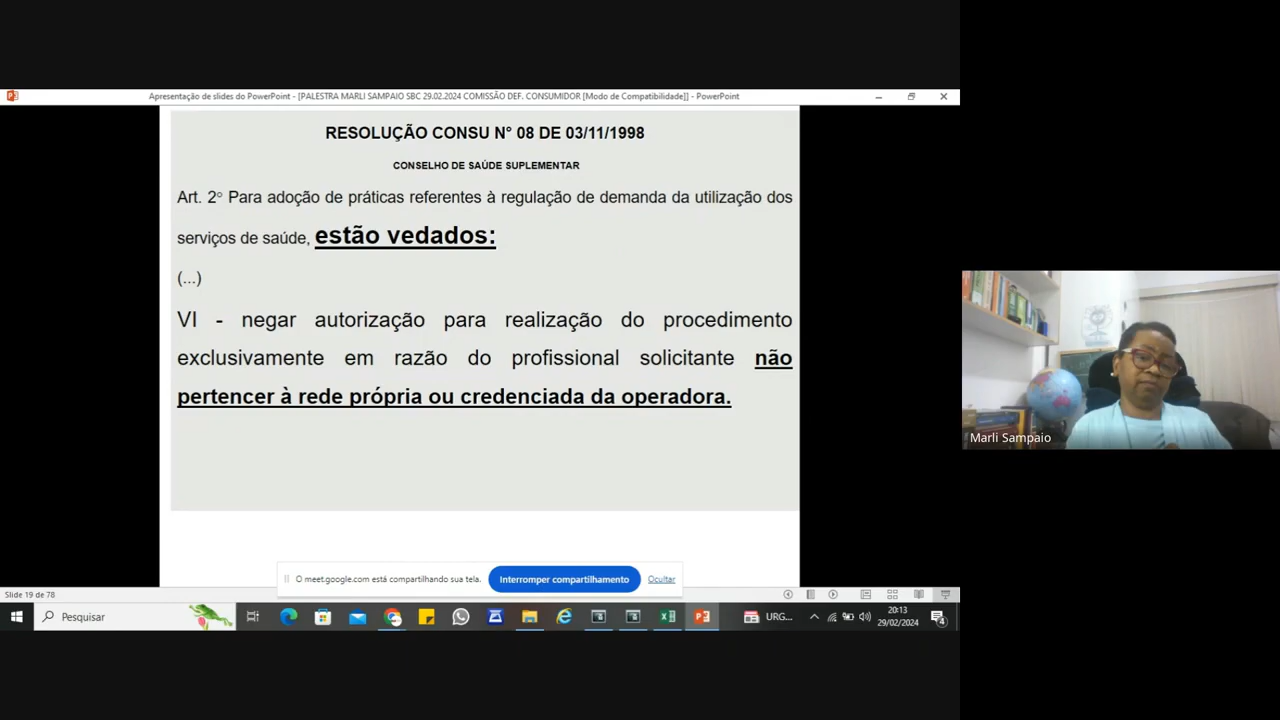 Apresentação de slides do PowerPoint - [PALESTRA MARLI SAMPAIO SBC 29.02.2024 COMISSÃO DEF. CONSUMIDOR [Modo de Compatibilidade]] - PowerPoint
RESOLUÇÃO CONSU N° 08 DE 03/11/1998
CONSELHO DE SAÚDE SUPLEMENTAR
Art. 2° Para adoção de práticas referentes à regulação de demanda da utilização dos
serviços de saúde, estão vedados:
(...)
VI - negar autorização para realização do procedimento
exclusivamente em razão do profissional solicitante não
pertencer à rede própria ou credenciada da operadora.
Marli Sampaio
O meet.google.com está compartilhando sua tela.
Interromper compartilhamento
Ocultar
Slide 19 de 78
Pesquisar
URG...
20:13
29/02/2024
4